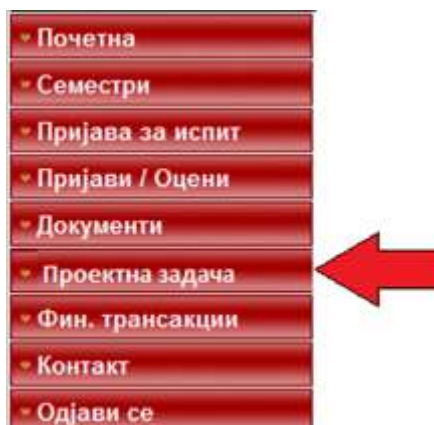 Почетна
Семестри
Пријава за испит
Пријави / Оцени
Документи
Проектна задача
Фин. трансакции
Контакт
Одјави се